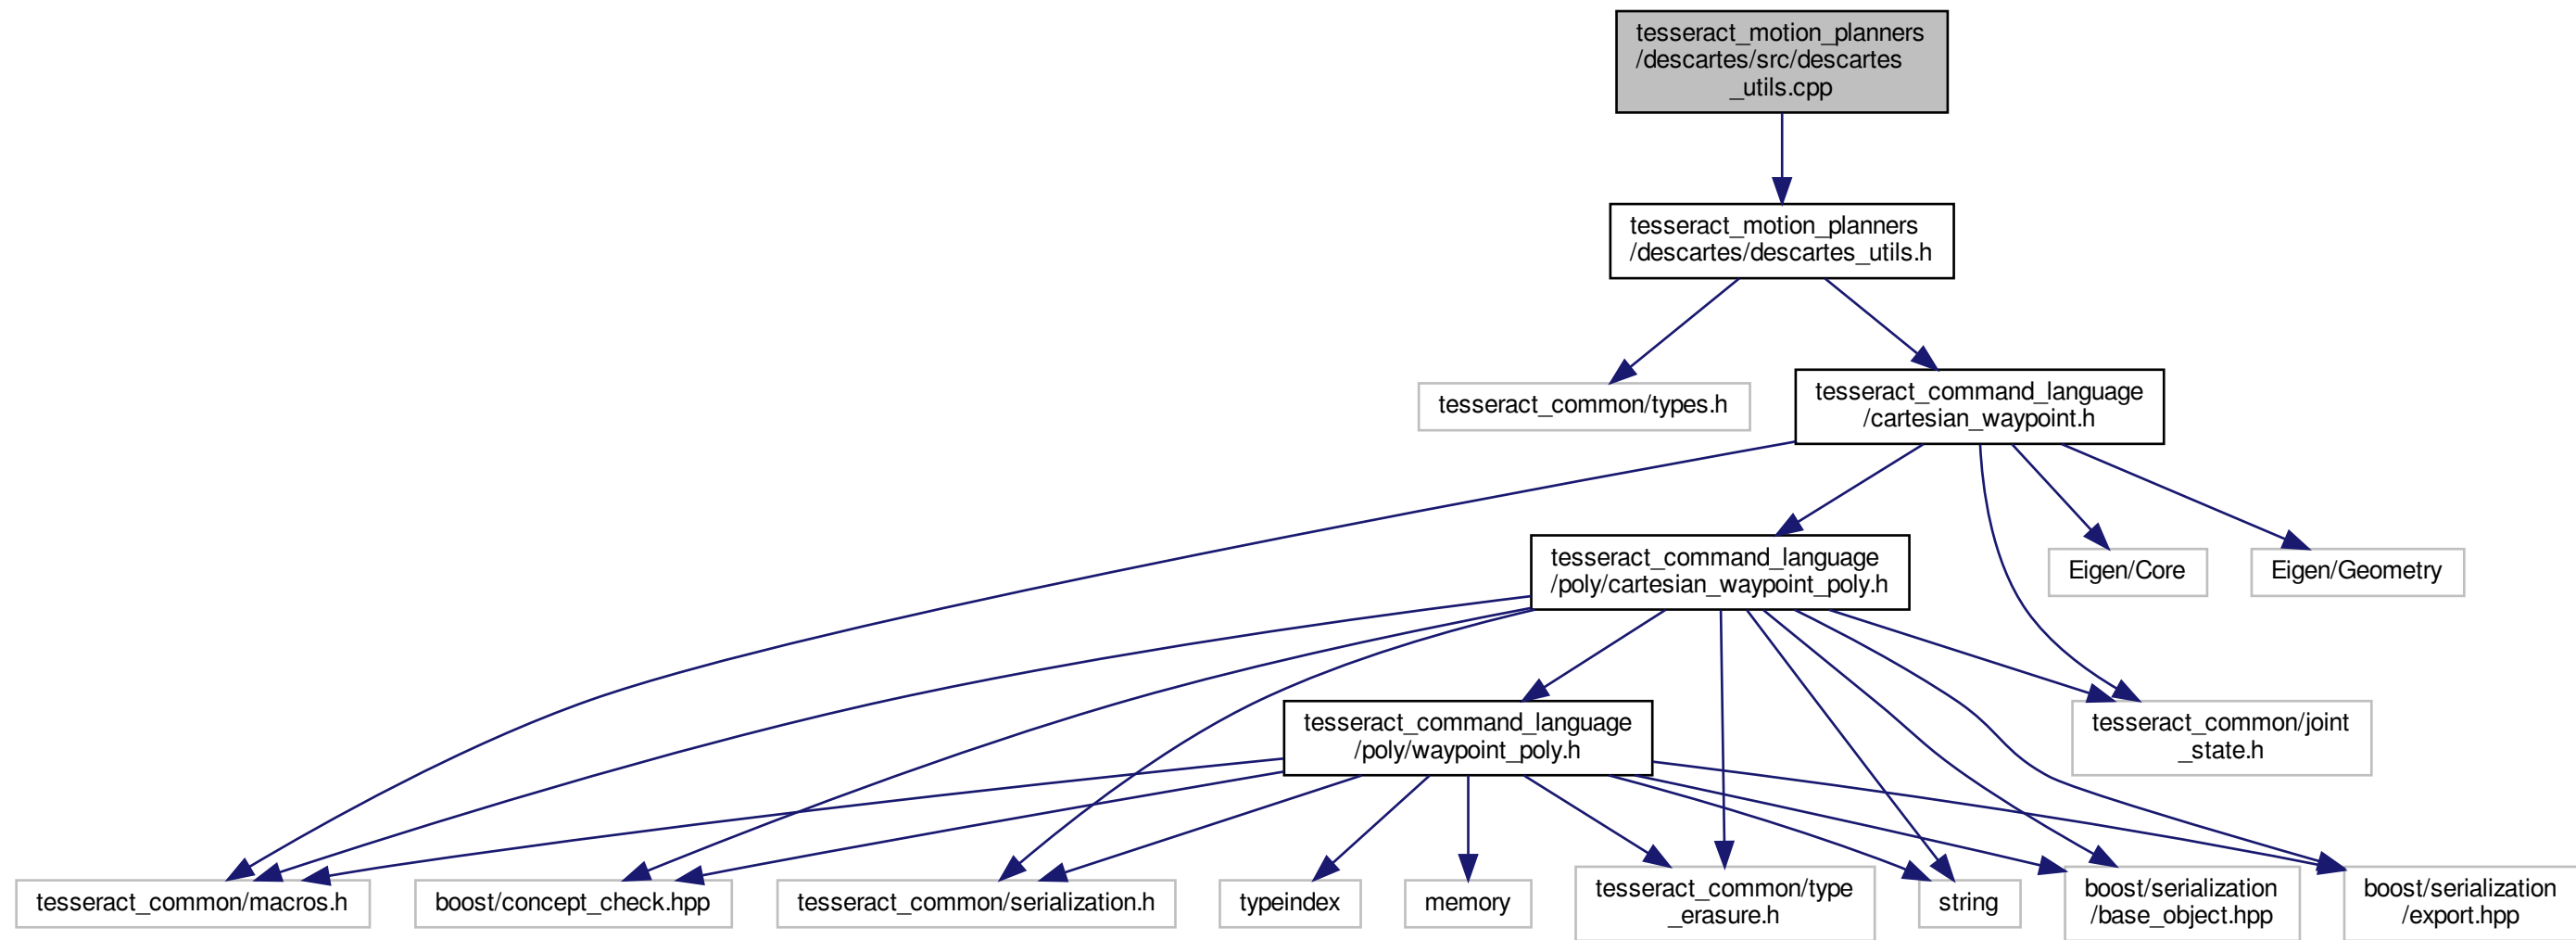 tesseract_motion_planners
/descartes/src/descartes
_utils.cpp
tesseract_motion_planners
/descartes/descartes_utils.h
tesseract_common/types.h
tesseract_command_language
/cartesian_waypoint.h
tesseract_command_language
/poly/cartesian_waypoint_poly.h
Eigen/Core
Eigen/Geometry
tesseract_command_language
/poly/waypoint_poly.h
tesseract_common/joint
_state.h
tesseract_common/macros.h
boost/concept_check.hpp
tesseract_common/serialization.h
typeindex
memory
tesseract_common/type
_erasure.h
string
boost/serialization
/base_object.hpp
boost/serialization
/export.hpp